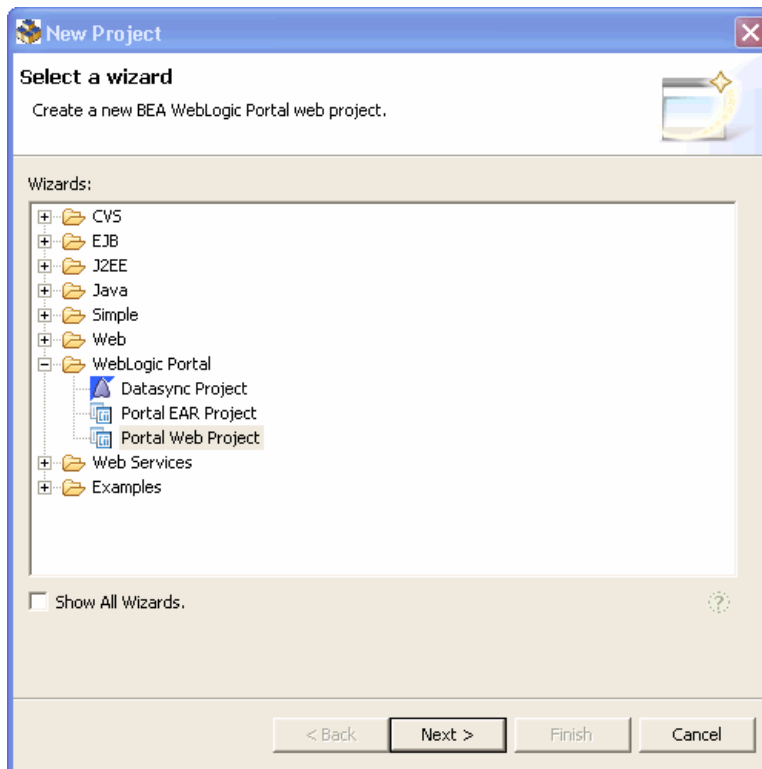 New Project
Select a wizard
Create a new BEA WebLogic Portal web project.
Wizards:
CVS
EJB
J2EE
Java
Simple
Web
WebLogic Portal
Datasync Project
Portal EAR Project
Portal Web Project
Web Services
Examples
Show All Wizards.
< Back Next > Finish Cancel